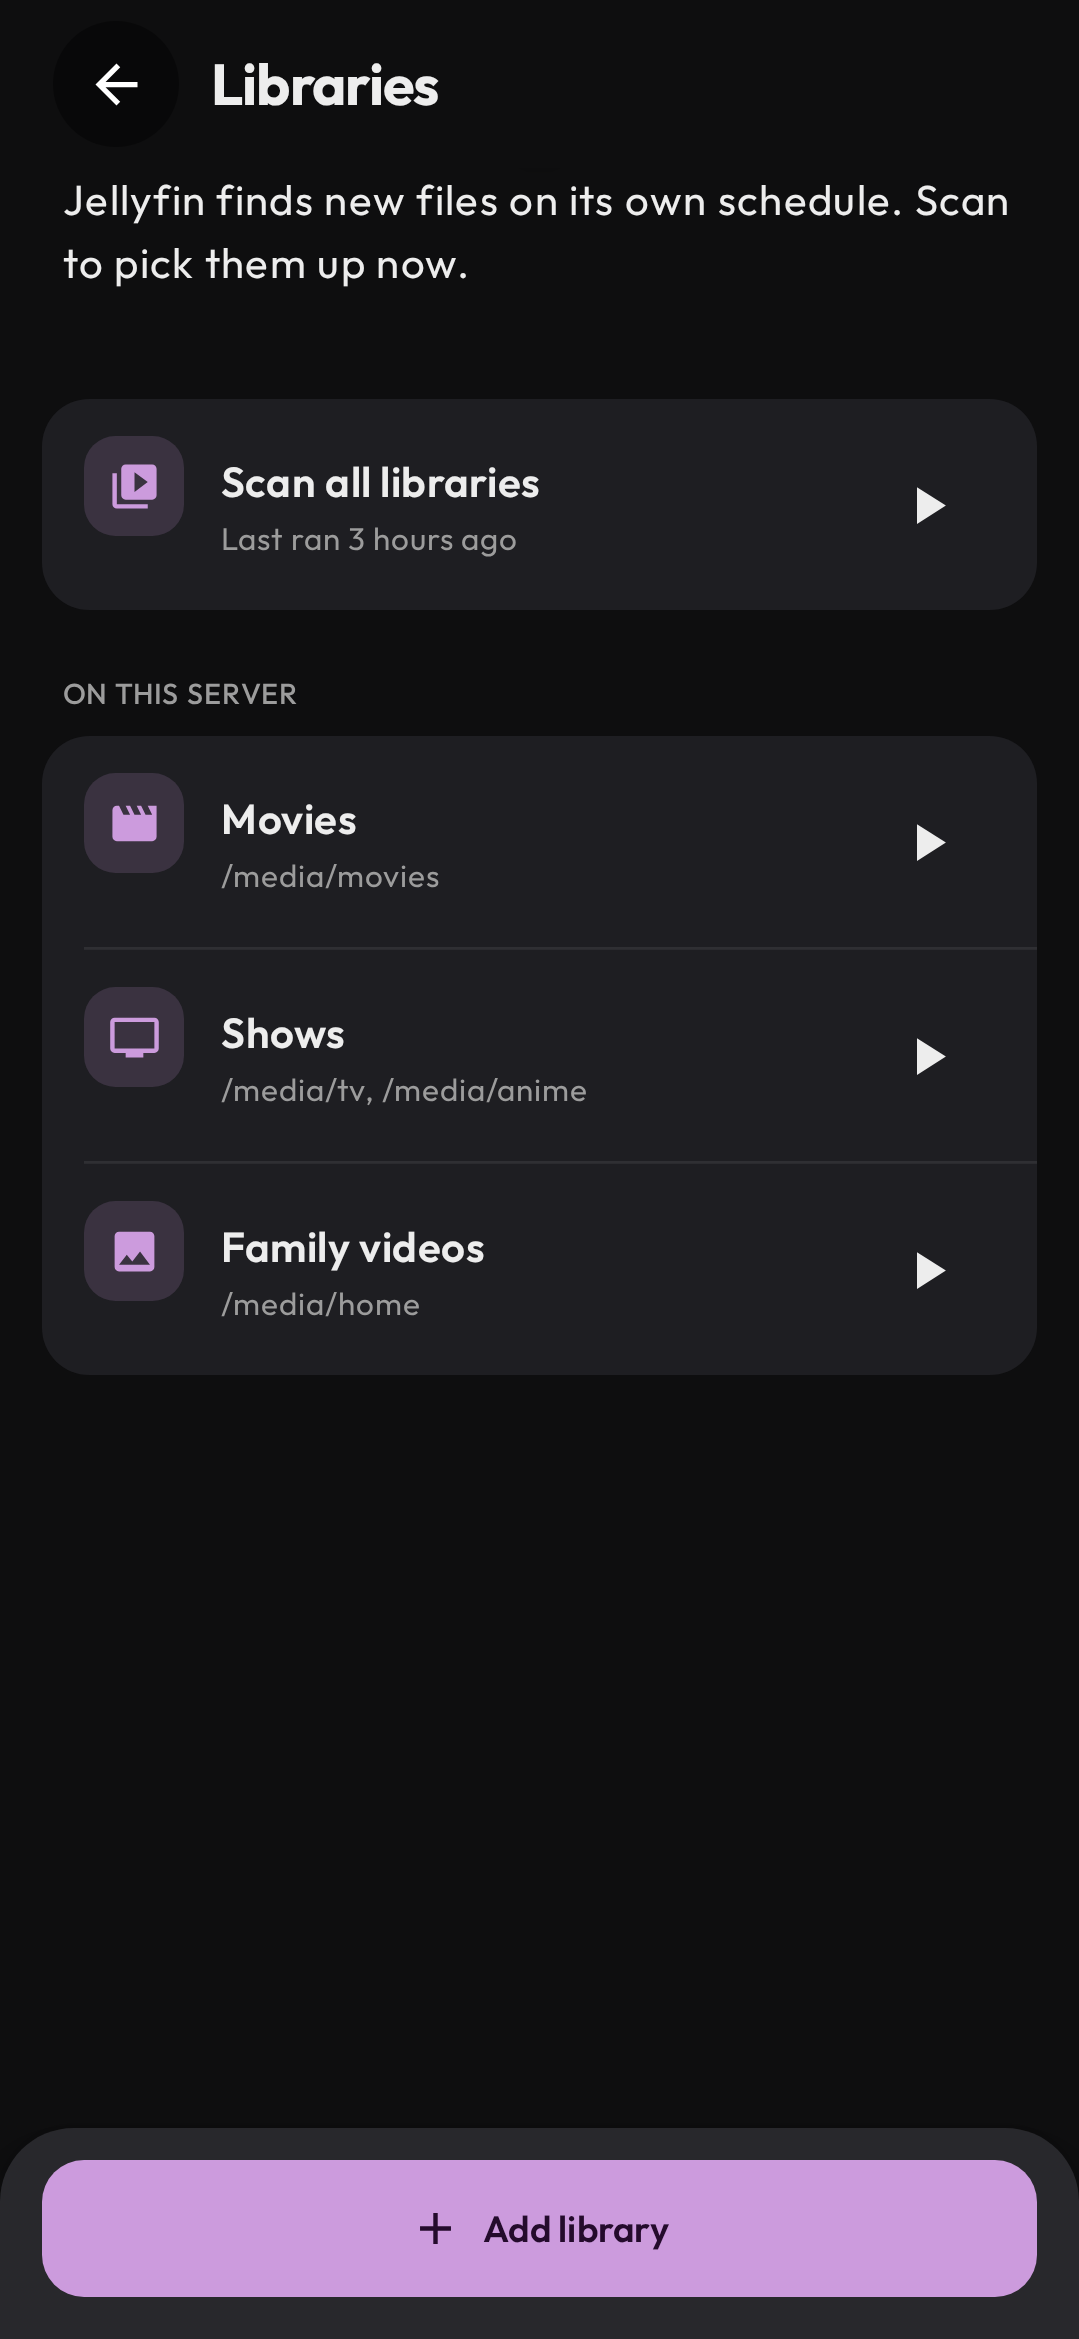 Libraries
Jellyfin finds new files on its own schedule. Scan
to pick them up now.
Scan all libraries
Last ran 3 hours ago
ON THIS SERVER
Movies
/media/movies
Shows
/media/tv, /media/anime
Family videos
/media/home
Add library